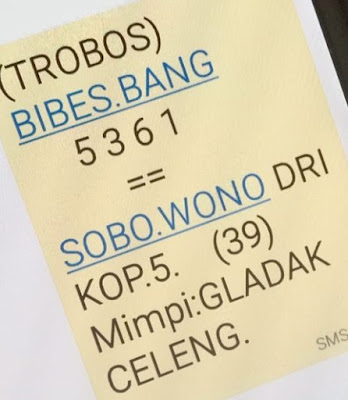 (TROBOS)
BIBES.BANG
5 3 6 1
==
SOBO.WONO DRI
KOP.5. (39)
Mimpi:GLADAK
CELENG.
SMS